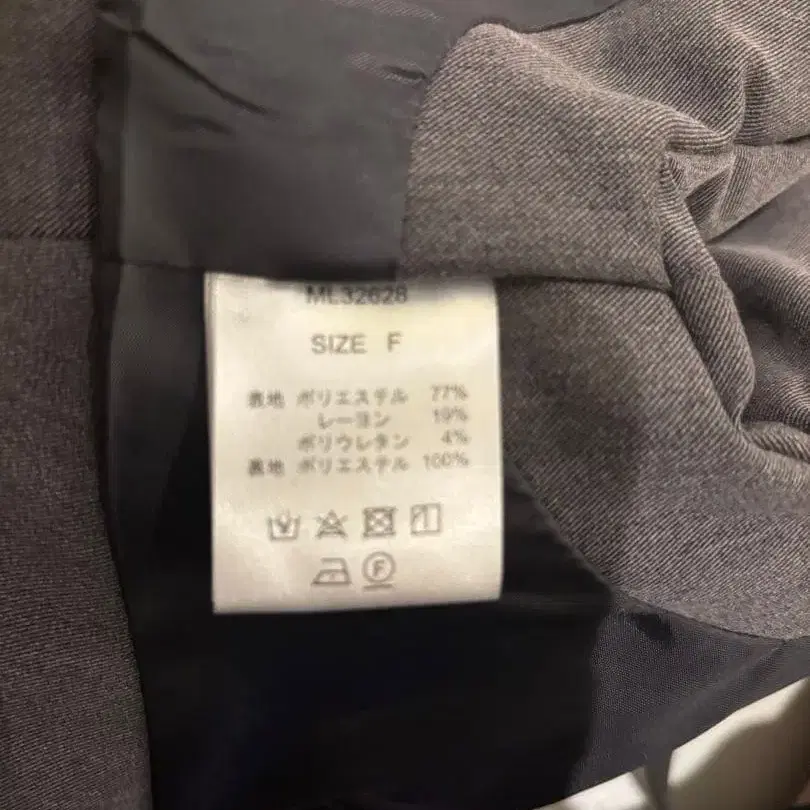 ML32628
SIZE F
表地 ポリエステル 77%
レーヨン 19%
ポリウレタン 4%
裏地 ポリエステル 100%
F